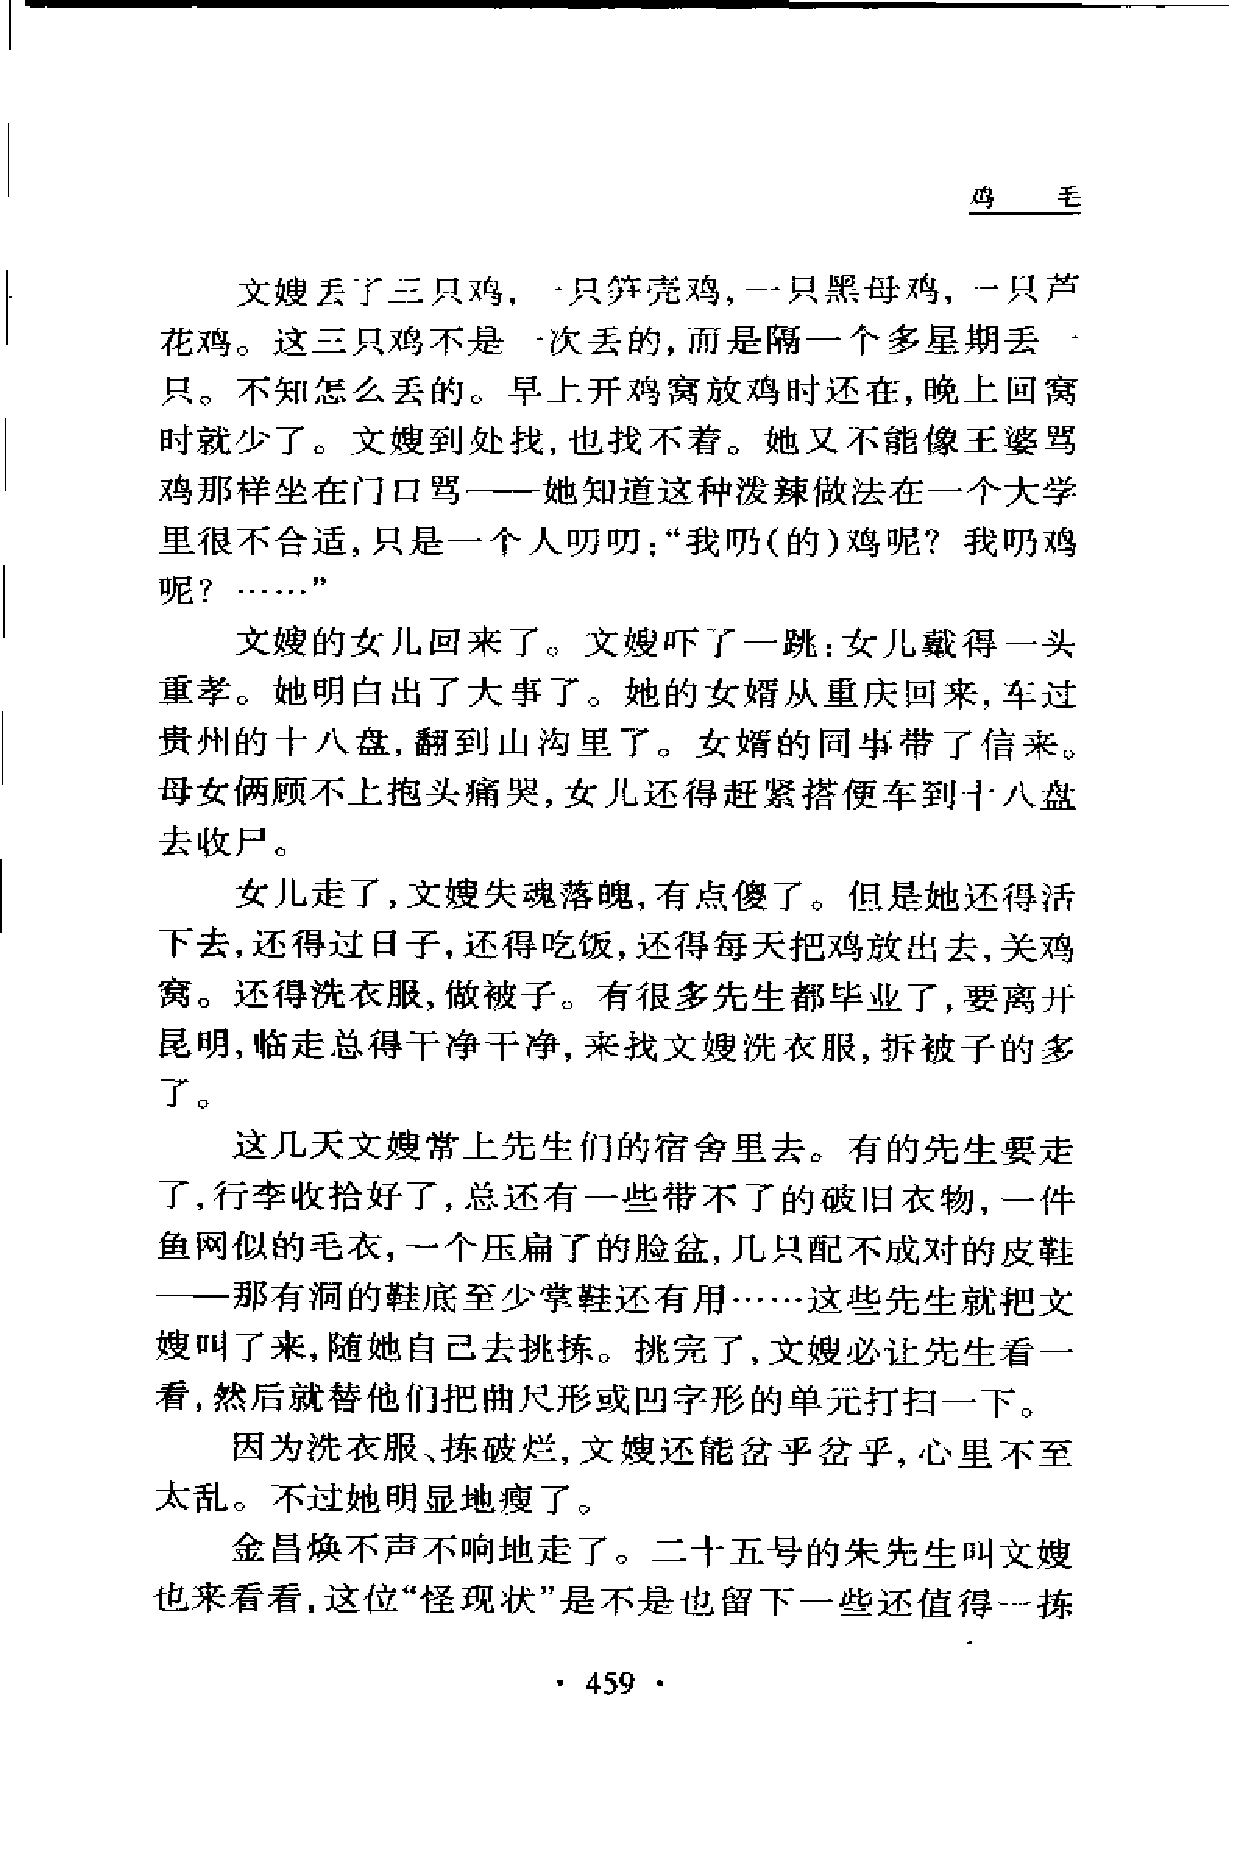 鸡　毛
文嫂丢了三只鸡，一只笋壳鸡，一只黑母鸡，一只芦
花鸡。这三只鸡不是一次丢的，而是隔一个多星期丢一
只。不知怎么丢的。早上开鸡窝放鸡时还在，晚上回窝
时就少了。文嫂到处找，也找不着。她又不能像王婆骂
鸡那样坐在门口骂——她知道这种泼辣做法在一个大学
里很不合适，只是一个人叨叨：“我㧅(的)鸡呢？我㧅鸡
呢？……”
文嫂的女儿回来了。文嫂吓了一跳：女儿戴得一头
重孝。她明白出了大事了。她的女婿从重庆回来，车过
贵州的十八盘，翻到山沟里了。女婿的同事带了信来。
母女俩顾不上抱头痛哭，女儿还得赶紧搭便车到十八盘
去收尸。
女儿走了，文嫂失魂落魄，有点傻了。但是她还得活
下去，还得过日子，还得吃饭，还得每天把鸡放出去，关鸡
窝。还得洗衣服，做被子。有很多先生都毕业了，要离开
昆明，临走总得干净干净，来找文嫂洗衣服，拆被子的多
了。
这几天文嫂常上先生们的宿舍里去。有的先生要走
了，行李收拾好了，总还有一些带不了的破旧衣物，一件
鱼网似的毛衣，一个压扁了的脸盆，几只配不成对的皮鞋
——那有洞的鞋底至少掌鞋还有用……这些先生就把文
嫂叫了来，随她自己去挑拣。挑完了，文嫂必让先生看一
看，然后就替他们把曲尺形或凹字形的单元打扫一下。
因为洗衣服、拣破烂，文嫂还能岔乎岔乎，心里不至
太乱。不过她明显地瘦了。
金昌焕不声不响地走了。二十五号的朱先生叫文嫂
也来看看，这位“怪现状”是不是也留下一些还值得一拣
· 459 ·